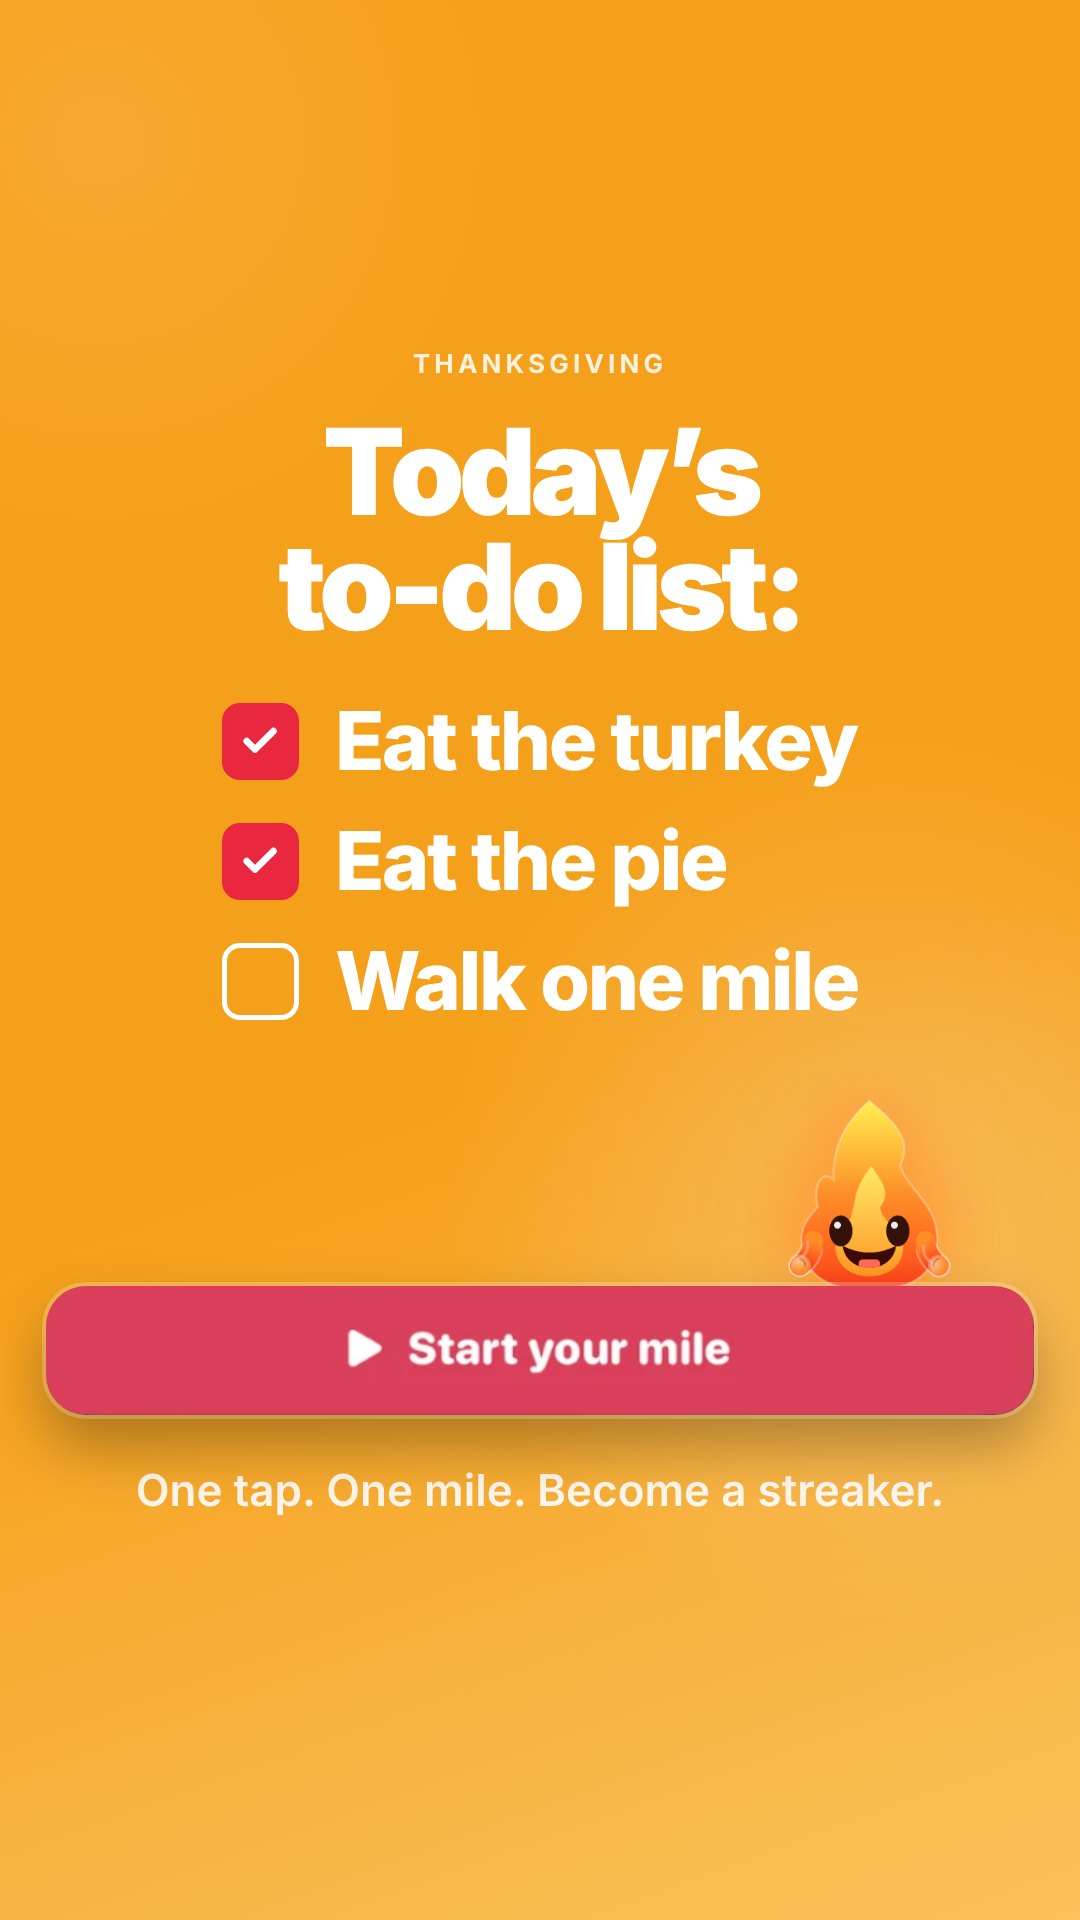 THANKSGIVING
Today’s
to-do list:
Eat the turkey
Eat the pie
Walk one mile
Start your mile
One tap. One mile. Become a streaker.